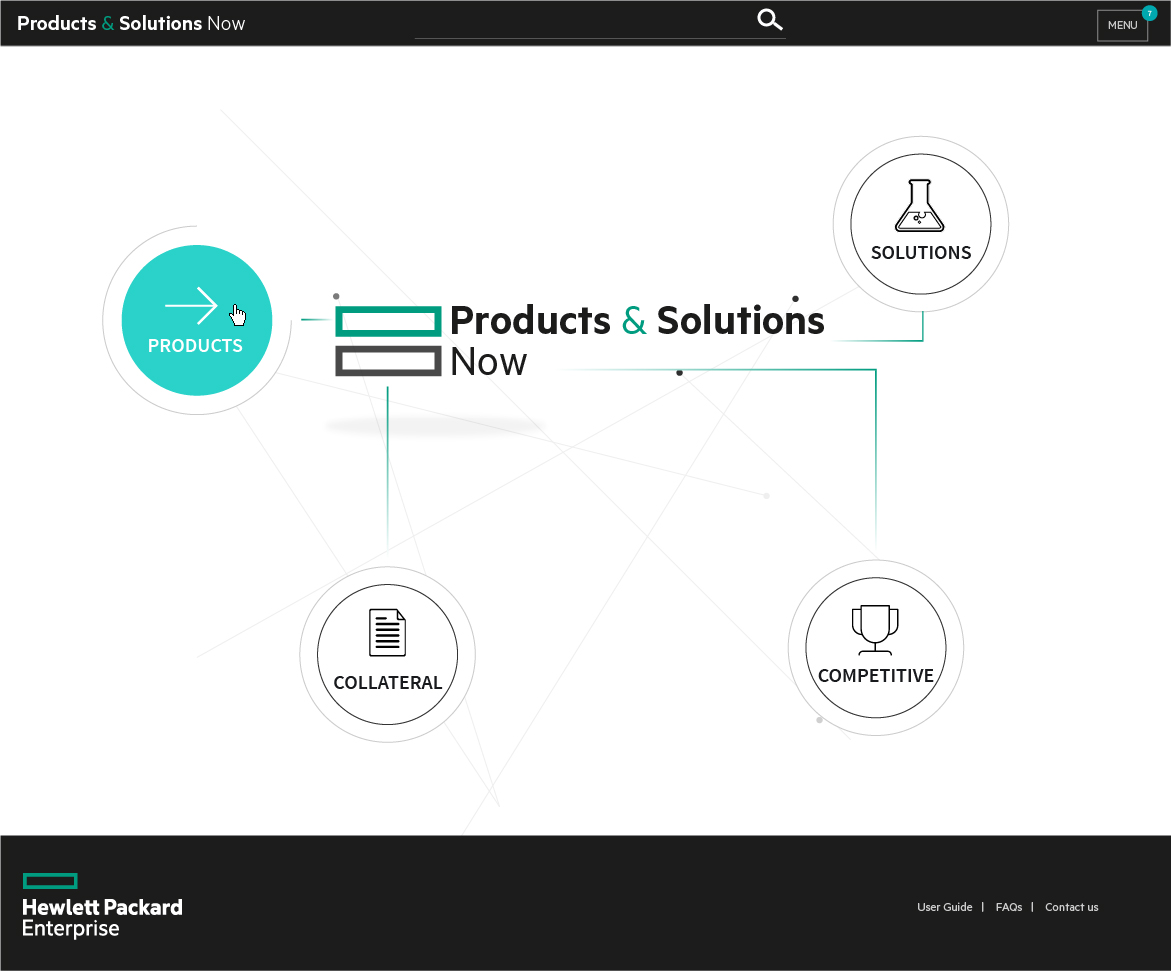 Products & Solutions Now
MENU
7
SOLUTIONS
PRODUCTS
Products & Solutions
Now
COLLATERAL
COMPETITIVE
Hewlett Packard
Enterprise
User Guide | FAQs | Contact us